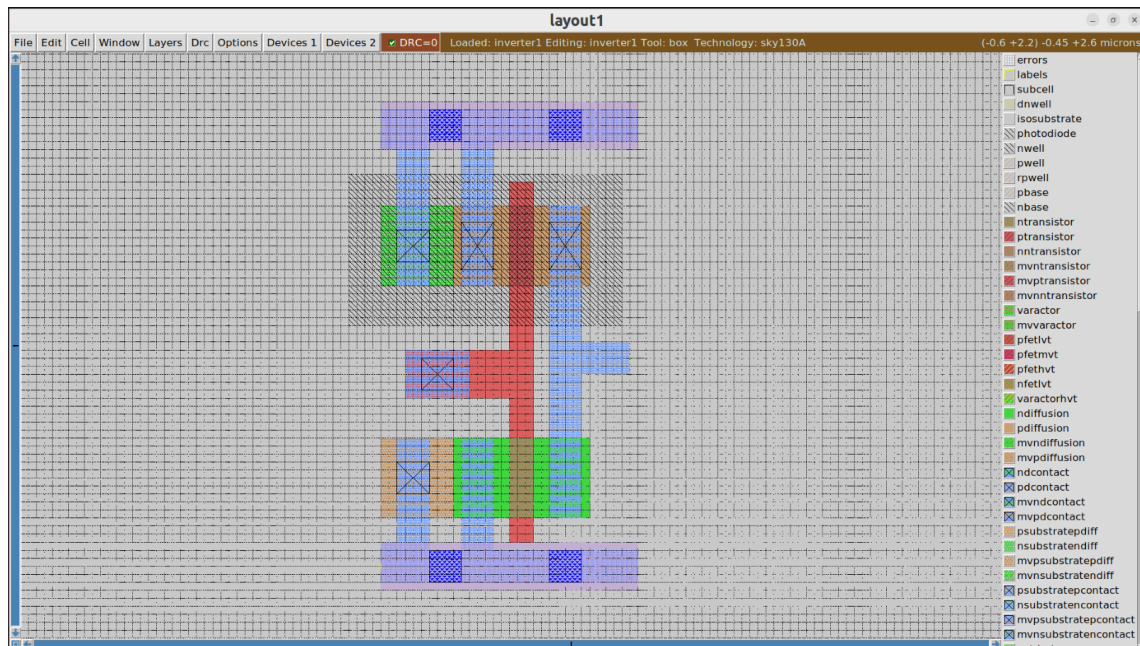 layout1
File Edit Cell Window Layers Drc Options Devices 1 Devices 2 DRC=0 Loaded: inverter1 Editing: inverter1 Tool: box Technology: sky130A (-0.6 +2.2) -0.45 +2.6 microns
errors
labels
subcell
dnwell
isosubstrate
photodiode
nwell
pwell
rpwell
pbase
nbase
ntransistor
ptransistor
nntransistor
mvntransistor
mvptransistor
mvnntransistor
varactor
mvvaractor
pfetlvt
pfetmvt
pfethvt
nfetlvt
varactorhvt
ndiffusion
pdiffusion
mvndiffusion
mvpdiffusion
ndcontact
pdcontact
mvndcontact
mvpdcontact
psubstratepdiff
nsubstratendiff
mvpsubstratepdiff
mvnsubstratendiff
psubstratepcontact
nsubstratencontact
mvpsubstratepcontact
mvnsubstratencontact